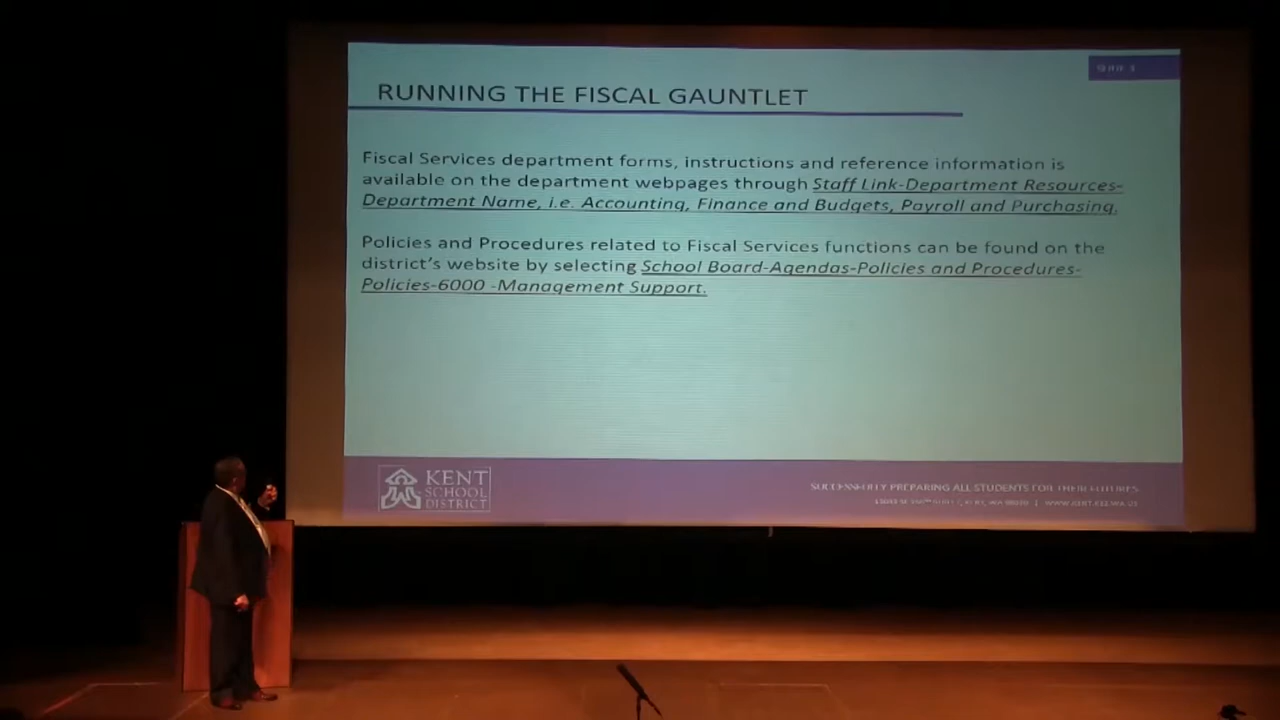 RUNNING THE FISCAL GAUNTLET
Fiscal Services department forms, instructions and reference information is
available on the department webpages through Staff Link-Department Resources-
Department Name, i.e. Accounting, Finance and Budgets, Payroll and Purchasing.
Policies and Procedures related to Fiscal Services functions can be found on the
district's website by selecting School Board-Agendas-Policies and Procedures-
Policies-6000 -Management Support.
KENT
SCHOOL
DISTRICT
SUCCESSFULLY PREPARING ALL STUDENTS FOR THEIR FUTURES